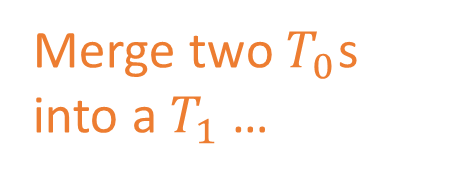 Merge two T₀s
into a T₁ ...